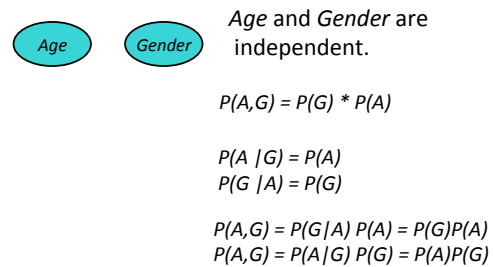 Age
Gender
Age and Gender are
independent.
P(A,G) = P(G) * P(A)
P(A |G) = P(A)
P(G |A) = P(G)
P(A,G) = P(G|A) P(A) = P(G)P(A)
P(A,G) = P(A|G) P(G) = P(A)P(G)